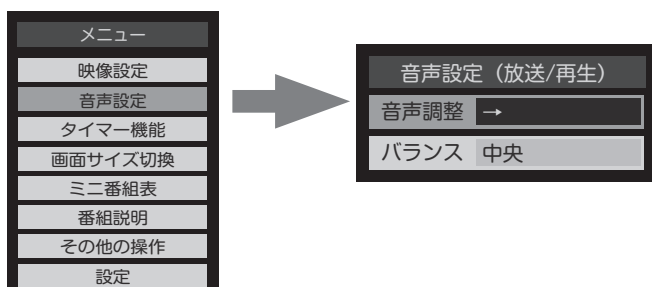 メニュー
映像設定
音声設定
タイマー機能
画面サイズ切換
ミニ番組表
番組説明
その他の操作
設定
音声設定（放送/再生）
音声調整 →
バランス 中央